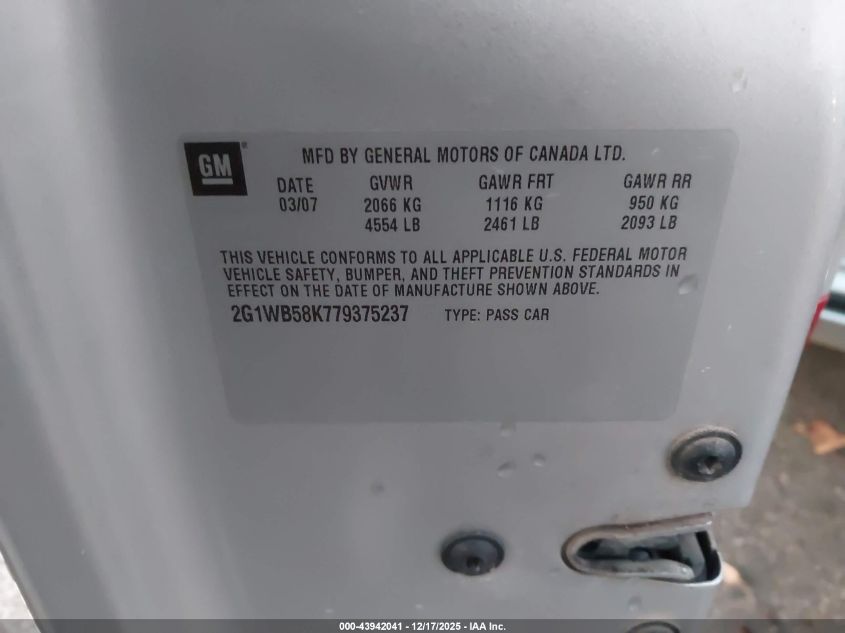 GM
MFD BY GENERAL MOTORS OF CANADA LTD.
DATE GVWR GAWR FRT GAWR RR
03/07 2066 KG 1116 KG 950 KG
4554 LB 2461 LB 2093 LB
THIS VEHICLE CONFORMS TO ALL APPLICABLE U.S. FEDERAL MOTOR
VEHICLE SAFETY, BUMPER, AND THEFT PREVENTION STANDARDS IN
EFFECT ON THE DATE OF MANUFACTURE SHOWN ABOVE.
2G1WB58K779375237 TYPE: PASS CAR
000-43942041 - 12/17/2025 - IAA Inc.